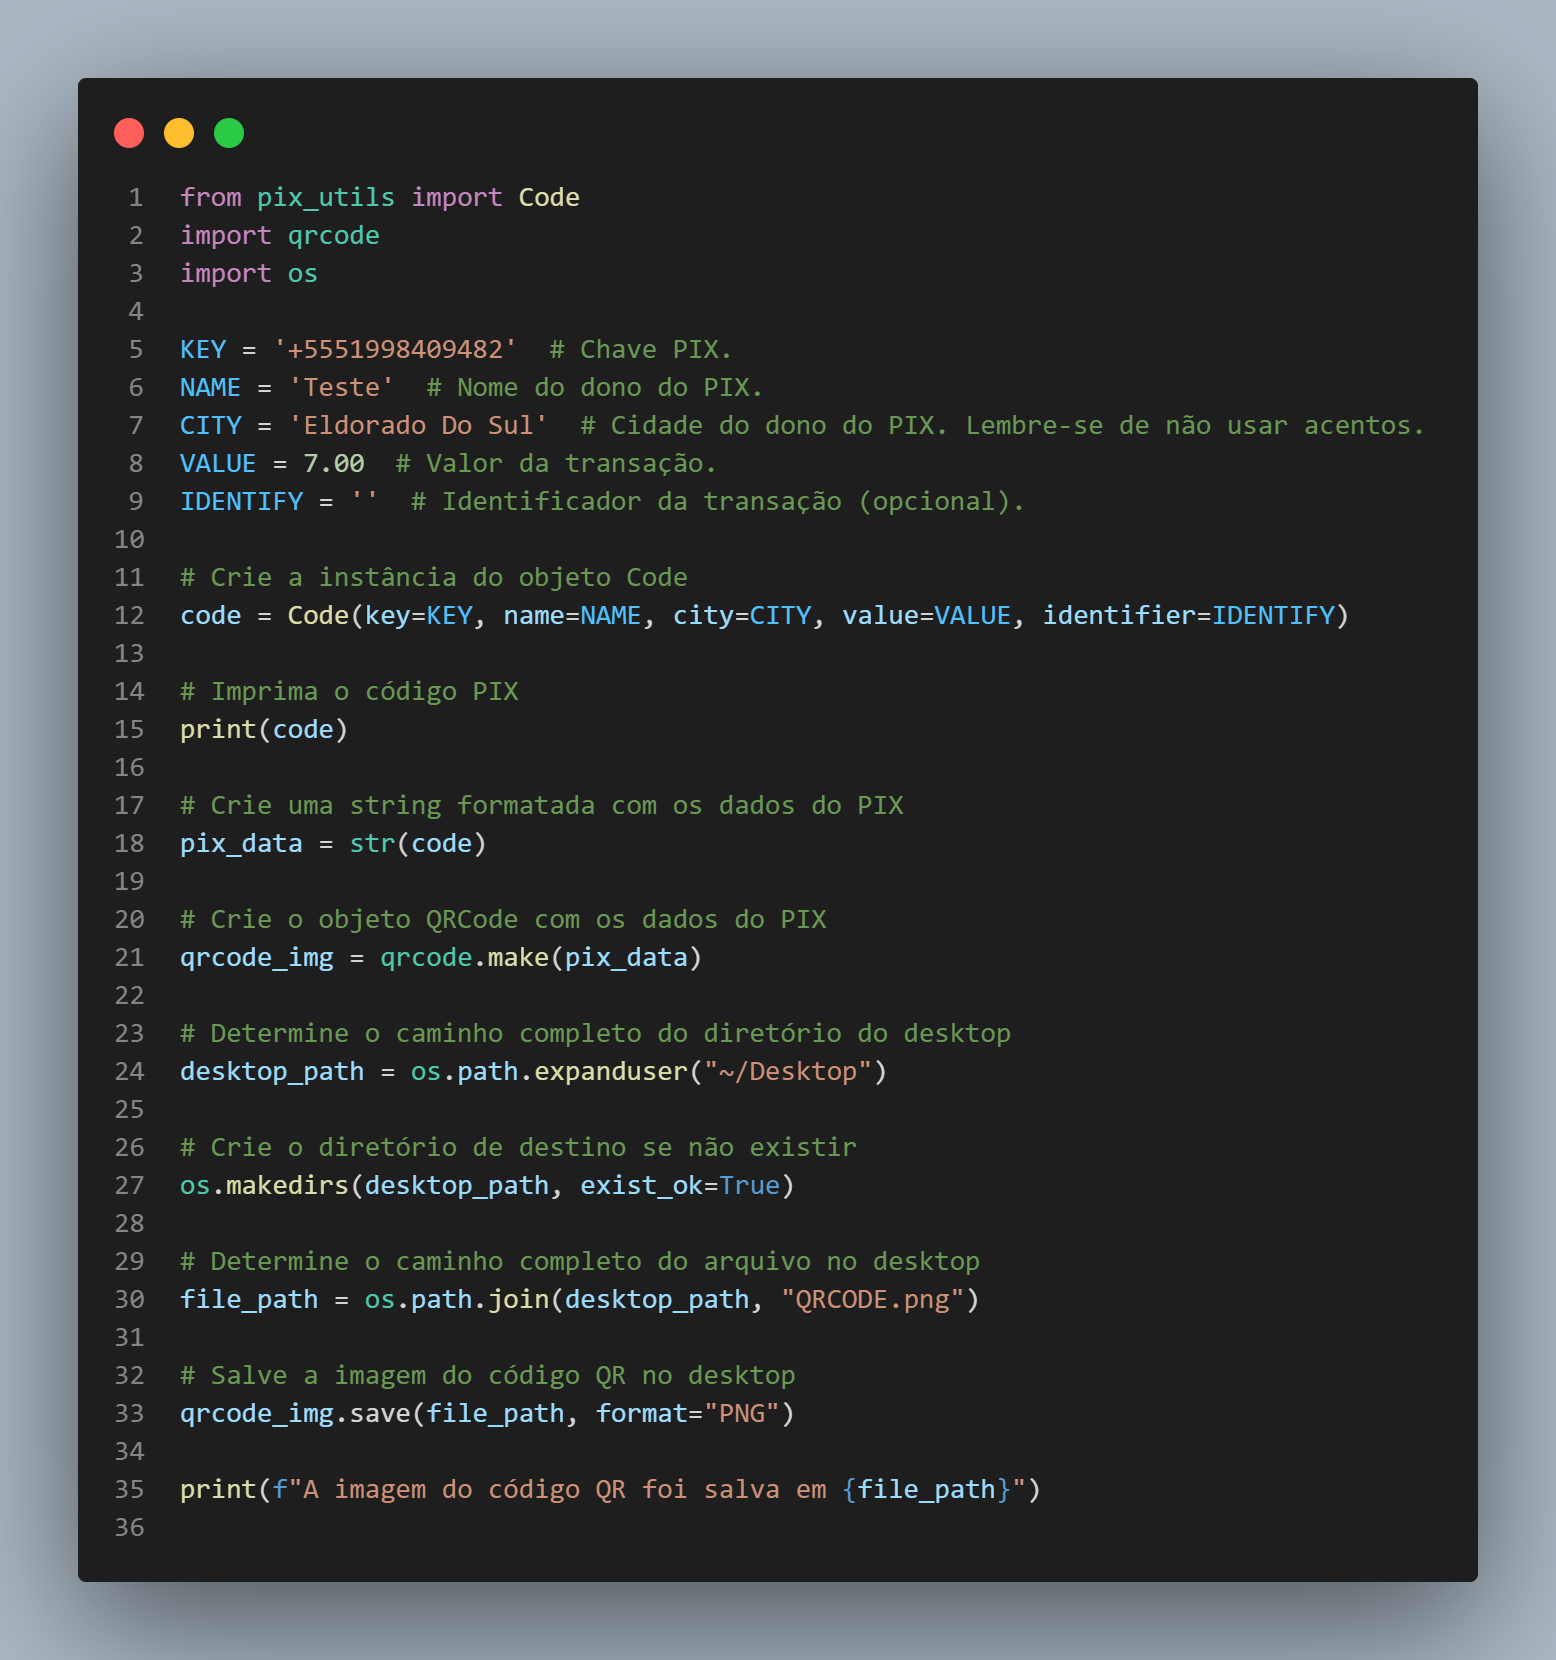 1 from pix_utils import Code
2 import qrcode
3 import os
4
5 KEY = '+5551998409482'  # Chave PIX.
6 NAME = 'Teste'  # Nome do dono do PIX.
7 CITY = 'Eldorado Do Sul'  # Cidade do dono do PIX. Lembre-se de não usar acentos.
8 VALUE = 7.00  # Valor da transação.
9 IDENTIFY = ''  # Identificador da transação (opcional).
10
11 # Crie a instância do objeto Code
12 code = Code(key=KEY, name=NAME, city=CITY, value=VALUE, identifier=IDENTIFY)
13
14 # Imprima o código PIX
15 print(code)
16
17 # Crie uma string formatada com os dados do PIX
18 pix_data = str(code)
19
20 # Crie o objeto QRCode com os dados do PIX
21 qrcode_img = qrcode.make(pix_data)
22
23 # Determine o caminho completo do diretório do desktop
24 desktop_path = os.path.expanduser("~/Desktop")
25
26 # Crie o diretório de destino se não existir
27 os.makedirs(desktop_path, exist_ok=True)
28
29 # Determine o caminho completo do arquivo no desktop
30 file_path = os.path.join(desktop_path, "QRCODE.png")
31
32 # Salve a imagem do código QR no desktop
33 qrcode_img.save(file_path, format="PNG")
34
35 print(f"A imagem do código QR foi salva em {file_path}")
36